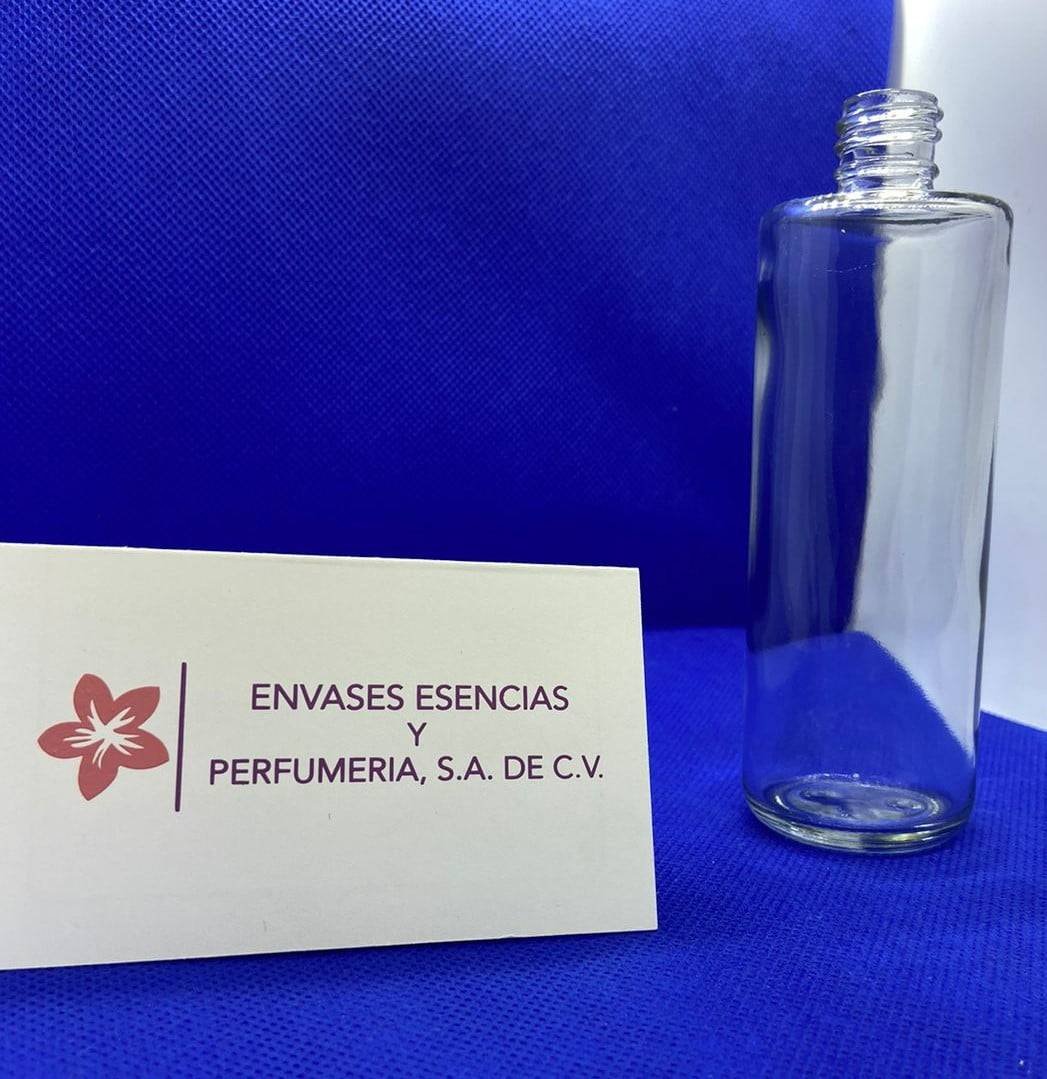 ENVASES ESENCIAS
Y
PERFUMERIA, S.A. DE C.V.